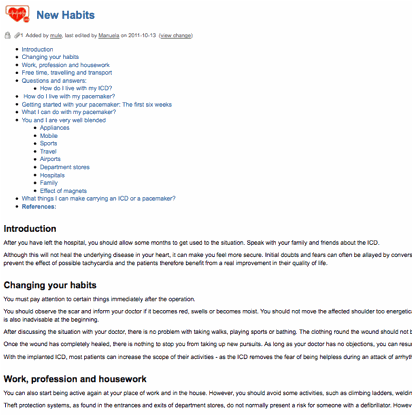 New Habits
1 Added by mule, last edited by Manuela on 2011-10-13 (view change)
Introduction
Changing your habits
Work, profession and housework
Free time, travelling and transport
Questions and answers:
How do I live with my ICD?
How do I live with my pacemaker?
Getting started with your pacemaker: The first six weeks
What can I do with my pacemaker?
You and I are very well blended
Appliances
Mobile
Sports
Travel
Airports
Department stores
Hospitals
Family
Effect of magnets
What things I can make carrying an ICD or a pacemaker?
References:
Introduction
After you have left the hospital, you should allow some months to get used to the situation. Speak with your family and friends about the ICD.
Although this will not heal the underlying disease in your heart, it can make you feel more secure. Initial doubts and fears can often be allayed by convers
prevent the effect of possible tachycardia and the patients therefore benefit from a real improvement in their quality of life.
Changing your habits
You must pay attention to certain things immediately after the operation.
You should observe the scar and inform your doctor if it becomes red, swells or becomes moist. You should not move the affected shoulder too energetica
is also inadvisable at the beginning.
After discussing the situation with your doctor, there is no problem with taking walks, playing sports or bathing. The clothing round the wound should not b
Once the wound has completely healed, there is nothing to stop you from taking up new pursuits. As long as your doctor has no objections, you can resum
With the implanted ICD, most patients can increase the scope of their activities - as the ICD removes the fear of being helpless during an attack of arrhyth
Work, profession and housework
You can also start being active again at your place of work and in the house. However, you should avoid some activities, such as climbing ladders, weldin
Theft protection systems, as found in the entrances and exits of department stores, do not normally present a risk for someone with a defibrillator. Howev